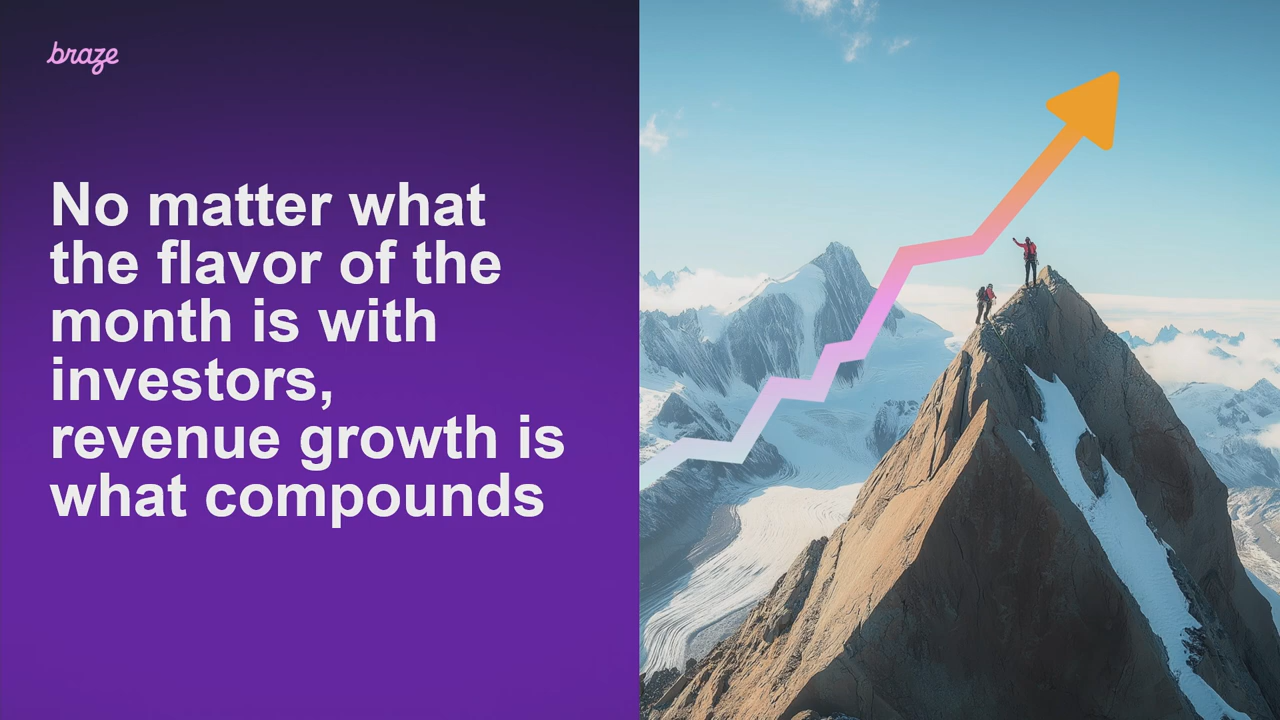 braze
No matter what
the flavor of the
month is with
investors,
revenue growth is
what compounds